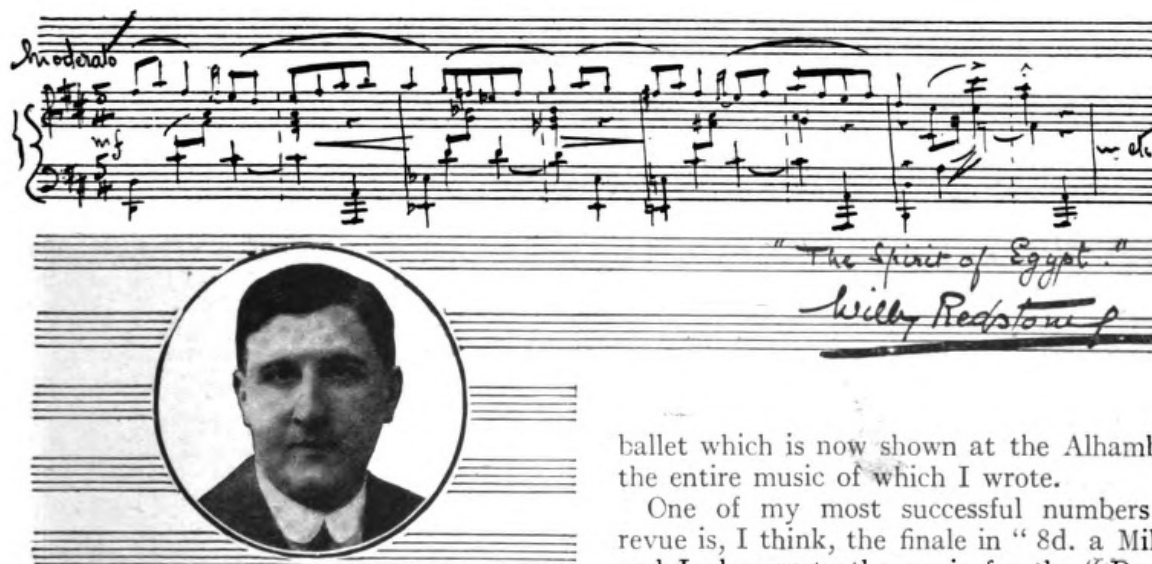 Moderato
mf
"The Spirit of Egypt."
Willy Redstone
ballet which is now shown at the Alhamb
the entire music of which I wrote.
One of my most successful numbers
revue is, I think, the finale in " 8d. a Mil